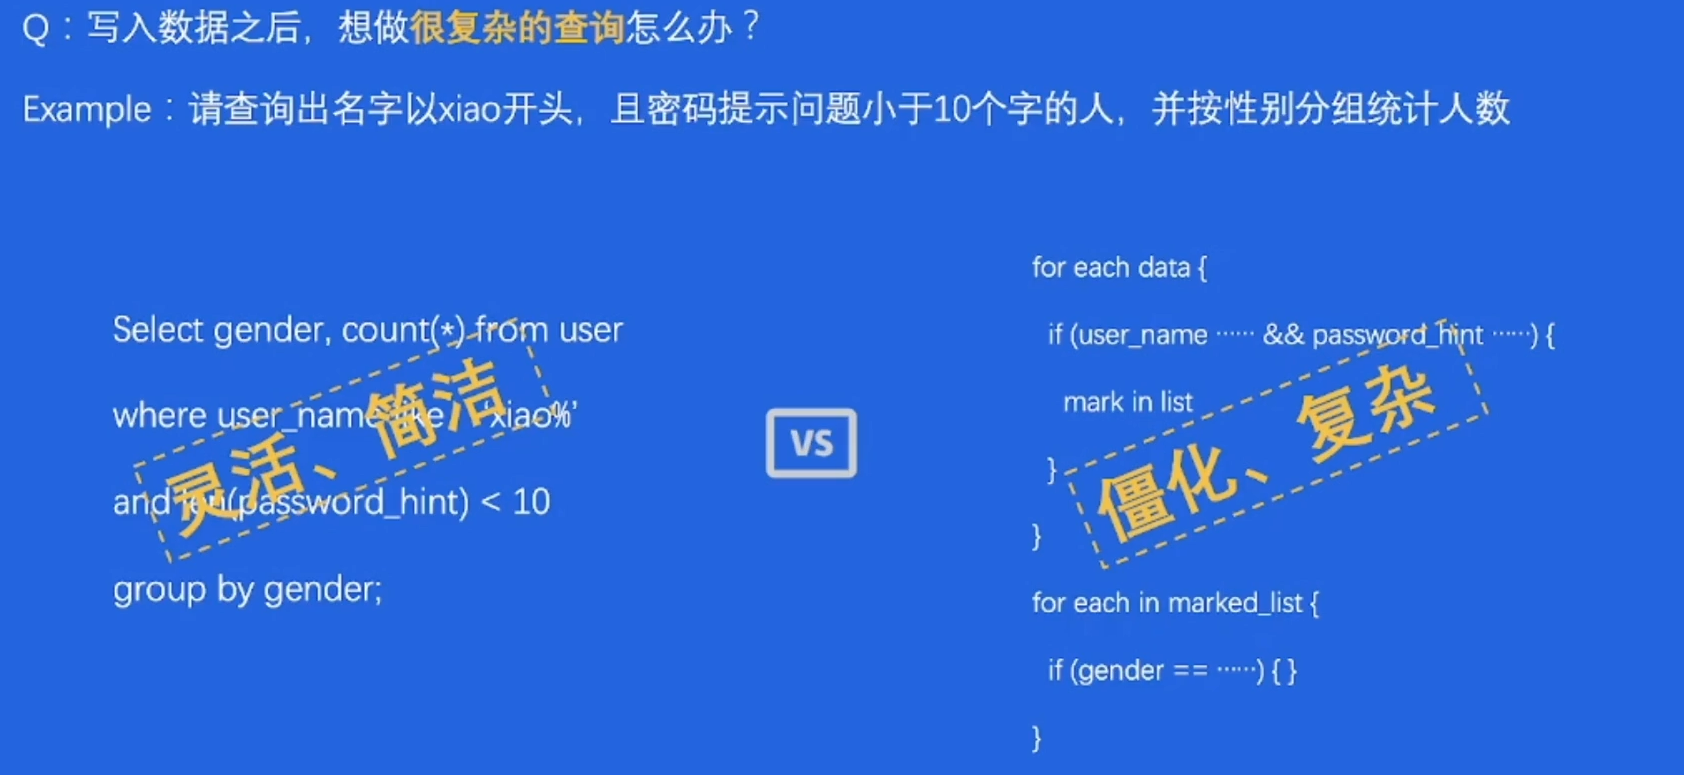 Q：写入数据之后，想做很复杂的查询怎么办？
Example：请查询出名字以xiao开头，且密码提示问题小于10个字的人，并按性别分组统计人数
Select gender, count(*) from user
where user_name like ‘xiao%’
and len(password_hint) < 10
group by gender;
灵活、简洁
VS
for each data {
if (user_name …… && password_hint ……) {
mark in list
}
}
for each in marked_list {
if (gender == ……) { }
}
僵化、复杂